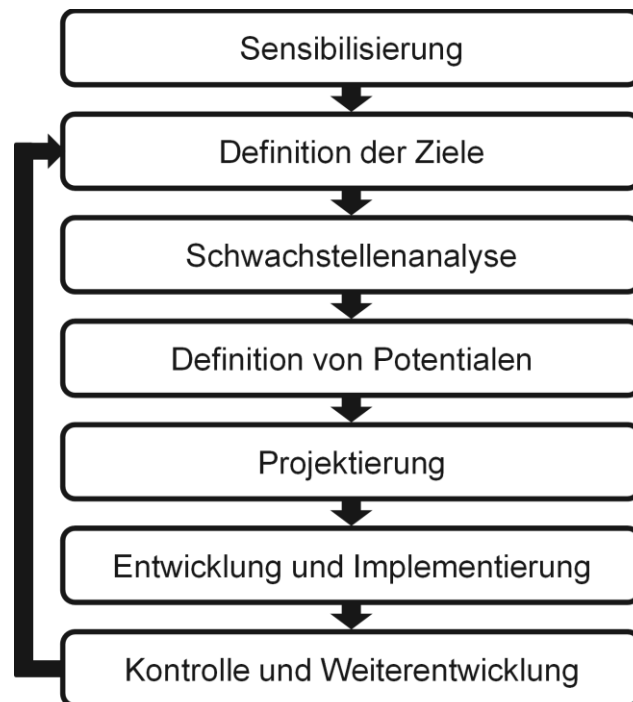 Sensibilisierung
Definition der Ziele
Schwachstellenanalyse
Definition von Potentialen
Projektierung
Entwicklung und Implementierung
Kontrolle und Weiterentwicklung